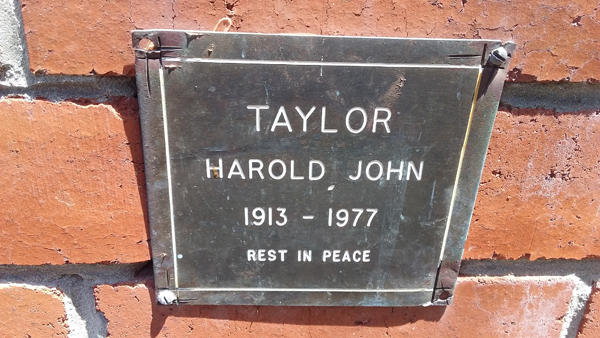 TAYLOR
HAROLD JOHN
1913 - 1977
REST IN PEACE